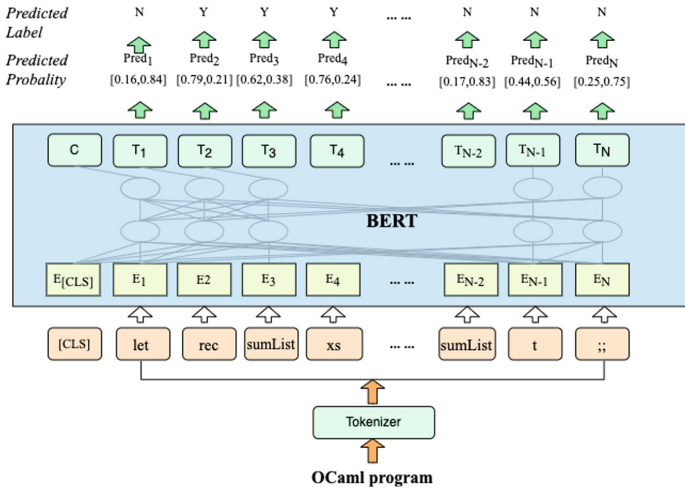 Predicted Label N Y Y Y ... ... N N N
Predicted Probality Pred1 Pred2 Pred3 Pred4 PredN-2 PredN-1 PredN
[0.16,0.84] [0.79,0.21] [0.62,0.38] [0.76,0.24] ... ... [0.17,0.83] [0.44,0.56] [0.25,0.75]
C T1 T2 T3 T4 ... ... TN-2 TN-1 TN
BERT
E[CLS] E1 E2 E3 E4 ... ... EN-2 EN-1 EN
[CLS] let rec sumList xs ... ... sumList t ;;
Tokenizer
OCaml program